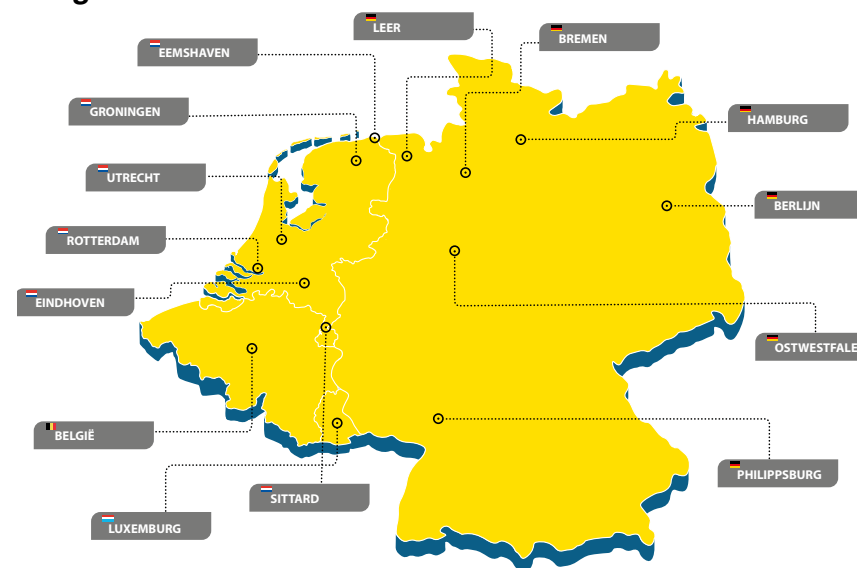 LEER
BREMEN
EEMSHAVEN
GRONINGEN
HAMBURG
UTRECHT
BERLIJN
ROTTERDAM
EINDHOVEN
OSTWESTFALE
BELGIË
PHILIPPSBURG
SITTARD
LUXEMBURG